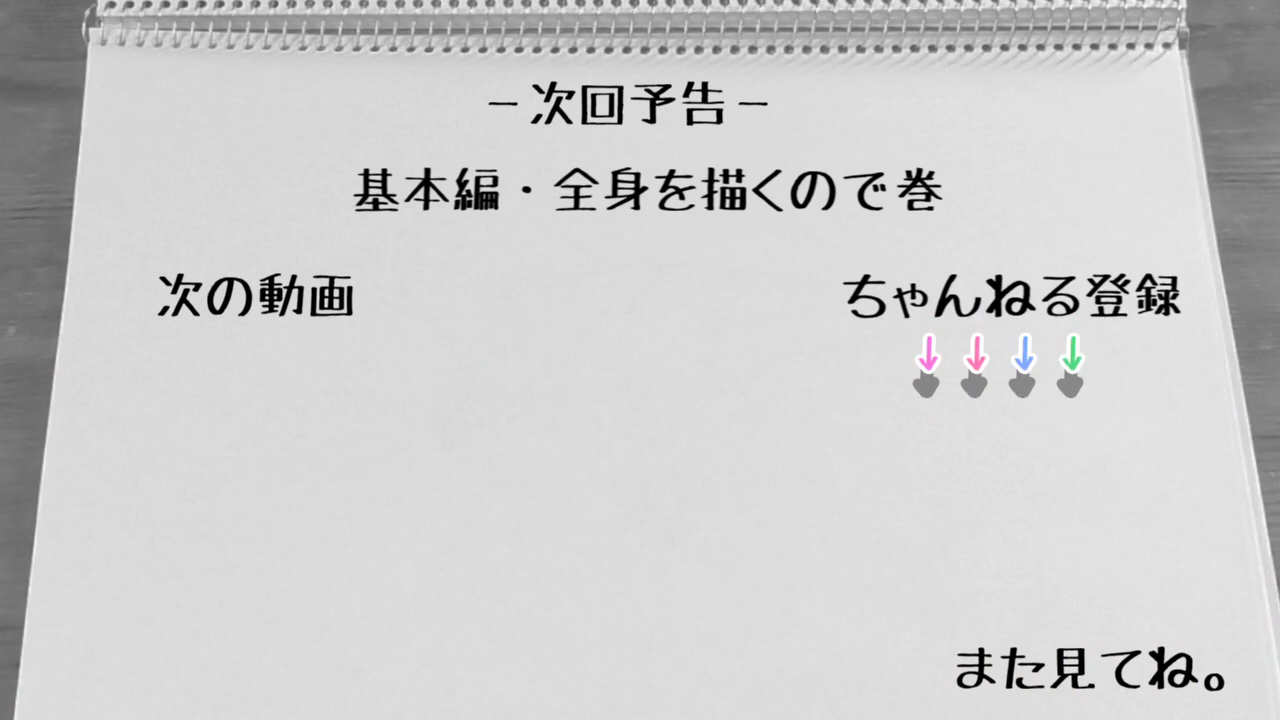 －次回予告－
基本編・全身を描くので巻
次の動画
ちゃんねる登録
また見てね。